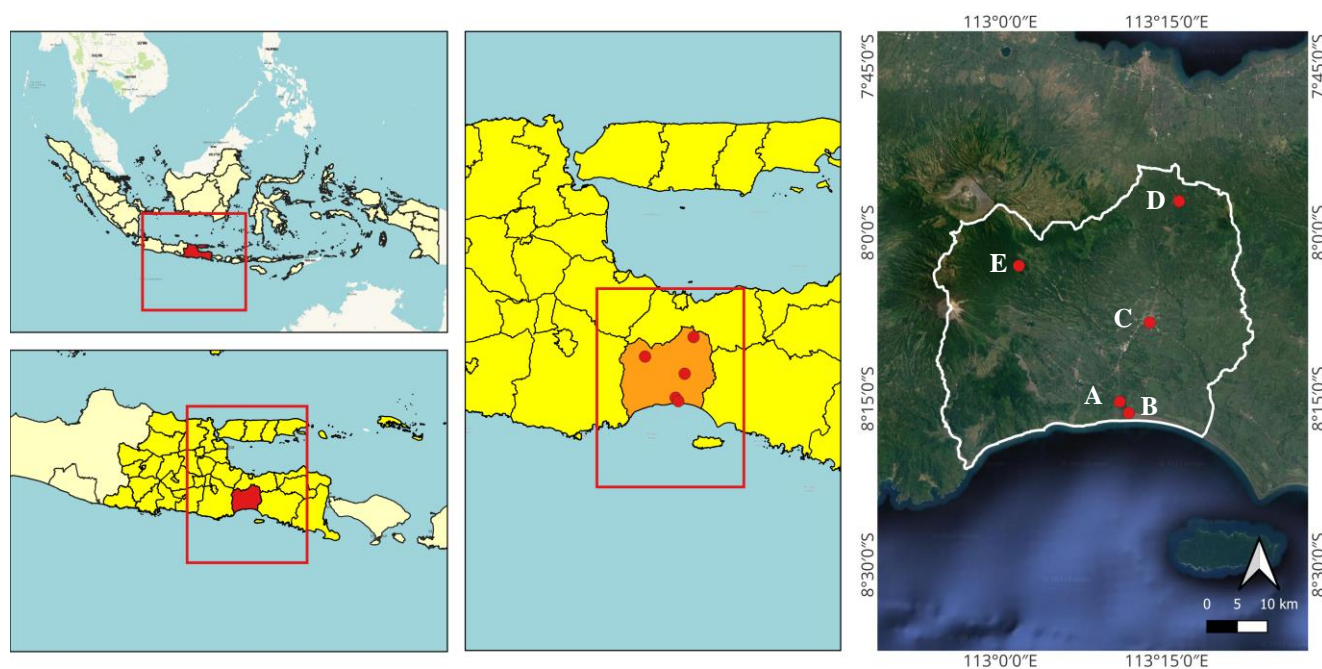 113°0′0″S 113°15′0″S
7°45′0″S 7°45′0″S
8°0′0″S 8°0′0″S
8°15′0″S 8°15′0″S
8°30′0″S 8°30′0″S
D
E
C
A
B
0 5 10 km
113°0′0″S 113°15′0″S